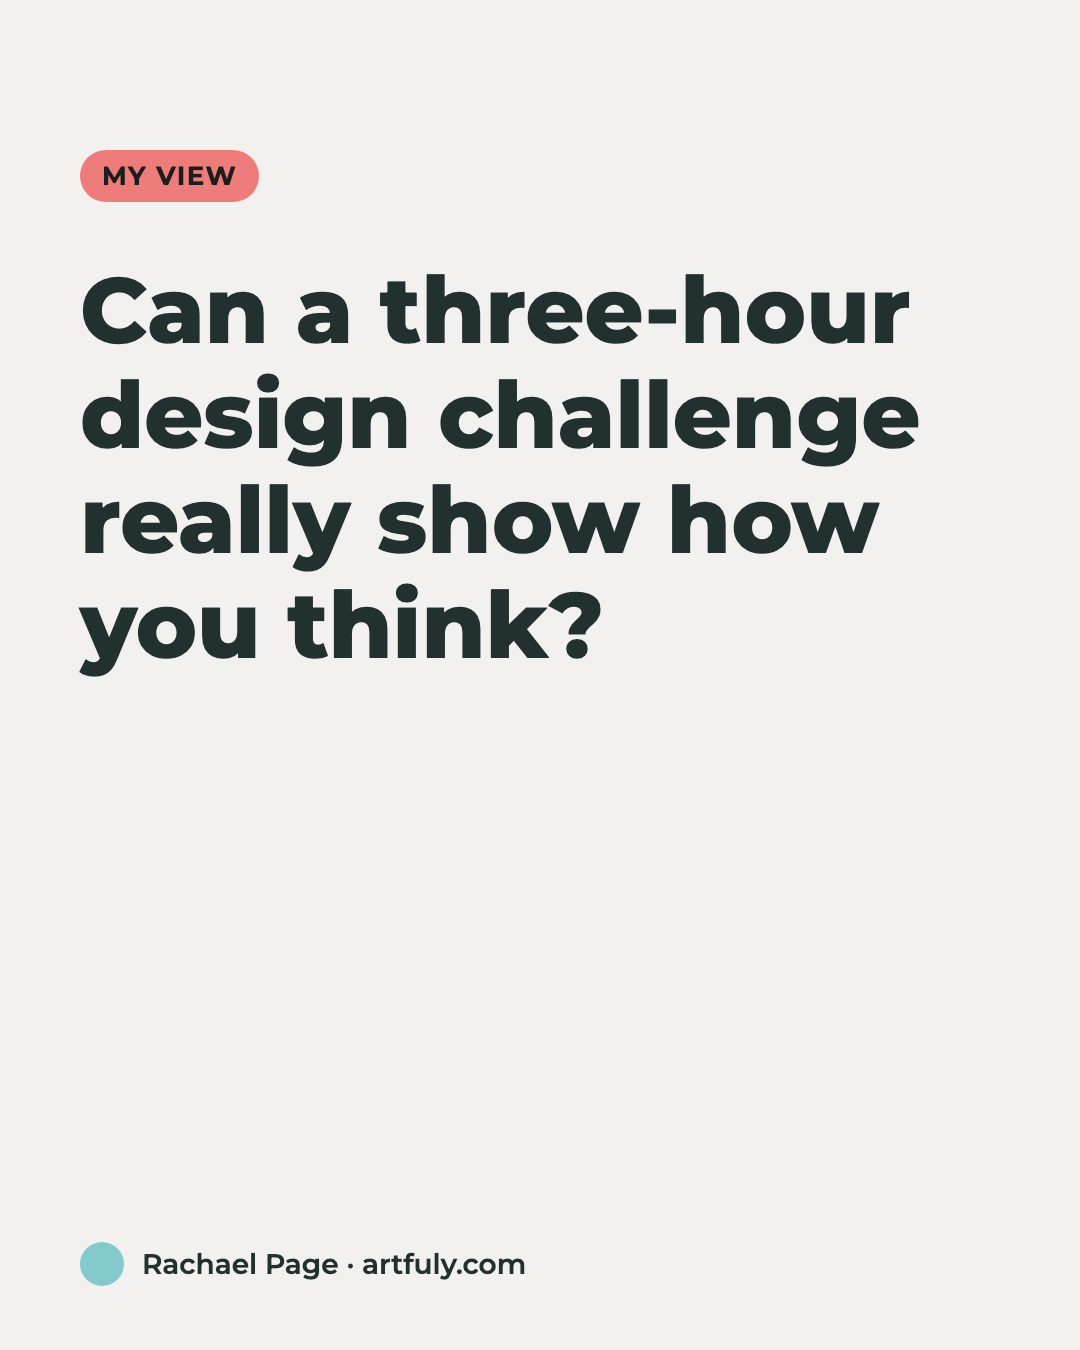 MY VIEW
Can a three-hour
design challenge
really show how
you think?
Rachael Page · artfuly.com